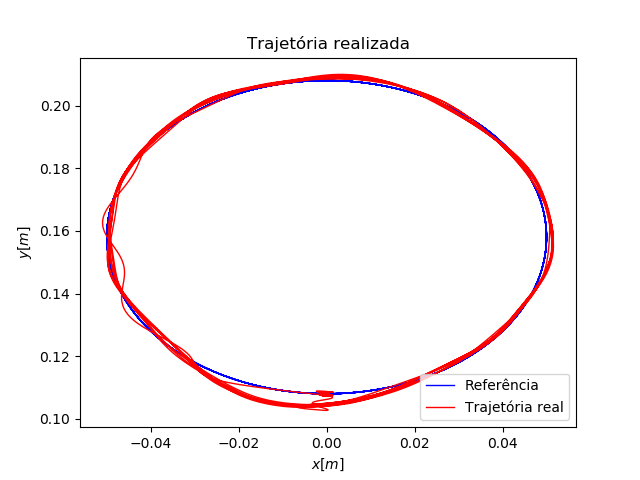 Trajetória realizada
0.20
0.18
0.16
0.14
0.12
0.10
y[m]
−0.04
−0.02
0.00
0.02
0.04
x[m]
Referência
Trajetória real